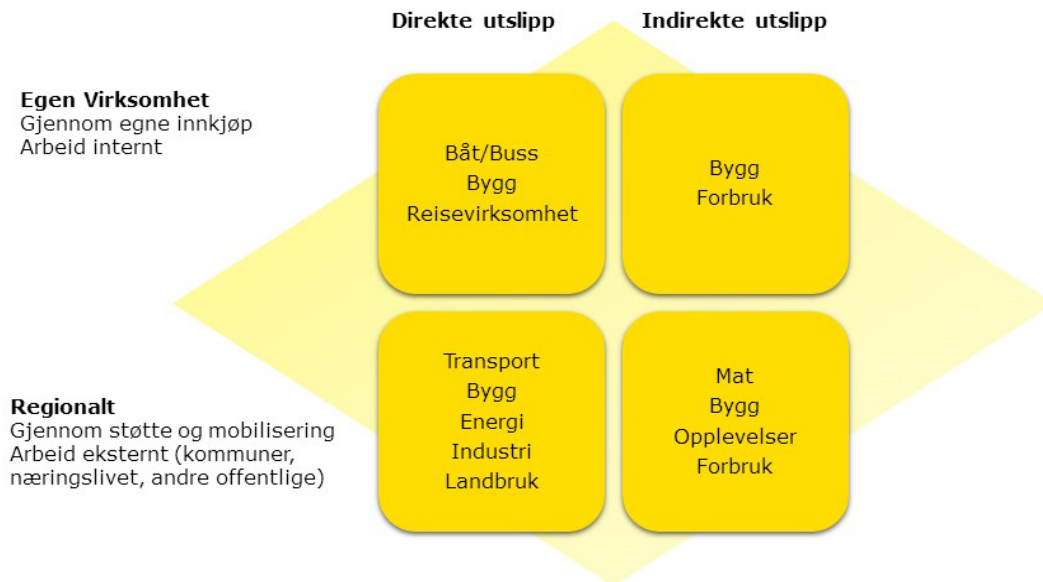 Direkte utslipp
Indirekte utslipp
Egen Virksomhet
Gjennom egne innkjøp
Arbeid internt
Båt/Buss
Bygg
Reisevirksomhet
Bygg
Forbruk
Regionalt
Gjennom støtte og mobilisering
Arbeid eksternt (kommuner,
næringslivet, andre offentlige)
Transport
Bygg
Energi
Industri
Landbruk
Mat
Bygg
Opplevelser
Forbruk